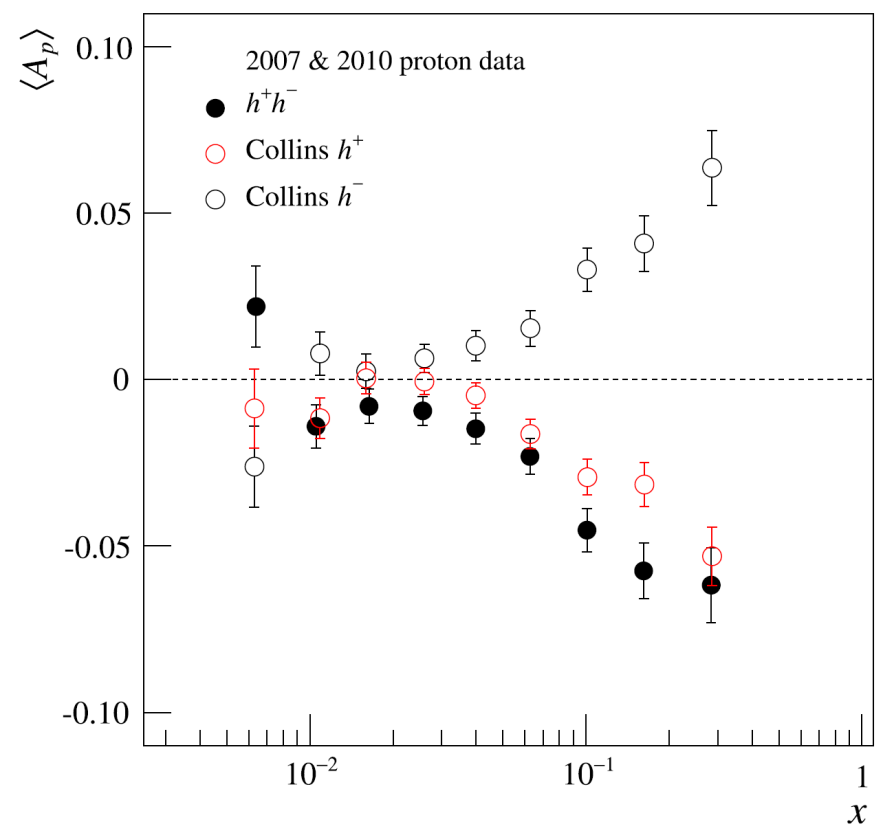 ⟨A_p⟩
0.10
2007 & 2010 proton data
h⁺h⁻
Collins h⁺
Collins h⁻
0.05
0
-0.05
-0.10
10⁻² 10⁻¹ 1
x